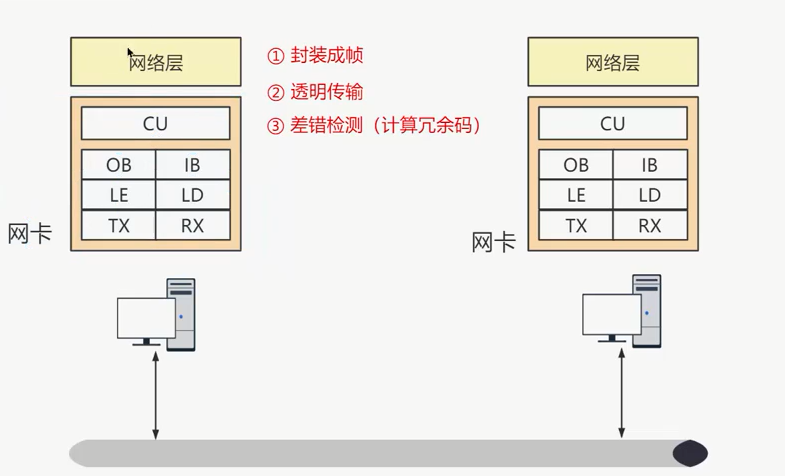 网络层
① 封装成帧
② 透明传输
③ 差错检测（计算冗余码）
CU
OB IB
LE LD
TX RX
网卡
网络层
CU
OB IB
LE LD
TX RX
网卡